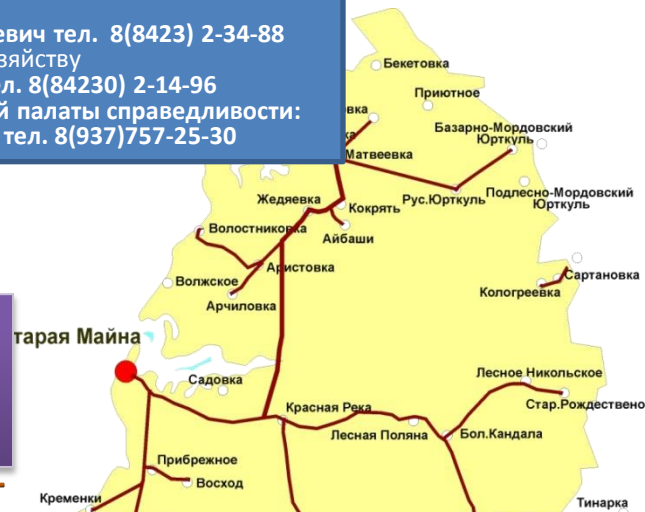 евич тел. 8(8423) 2-34-88
зяйству
л. 8(84230) 2-14-96
й палаты справедливости:
тел. 8(937)757-25-30
Бекетовка
Приютное
вка
Базарно-Мордовский
Юрткуль
ка
Матвеевка
Подлесно-Мордовский
Юрткуль
Рус.Юрткуль
Жедяевка
Кокрять
Волостниковка
Айбаши
Аристовка
Сартановка
Волжское
Кологреевка
Арчиловка
тарая Майна
Лесное Никольское
Садовка
Стар.Рождествено
Красная Река
Лесная Поляна
Бол.Кандала
Прибрежное
Восход
Кременки
Тинарка